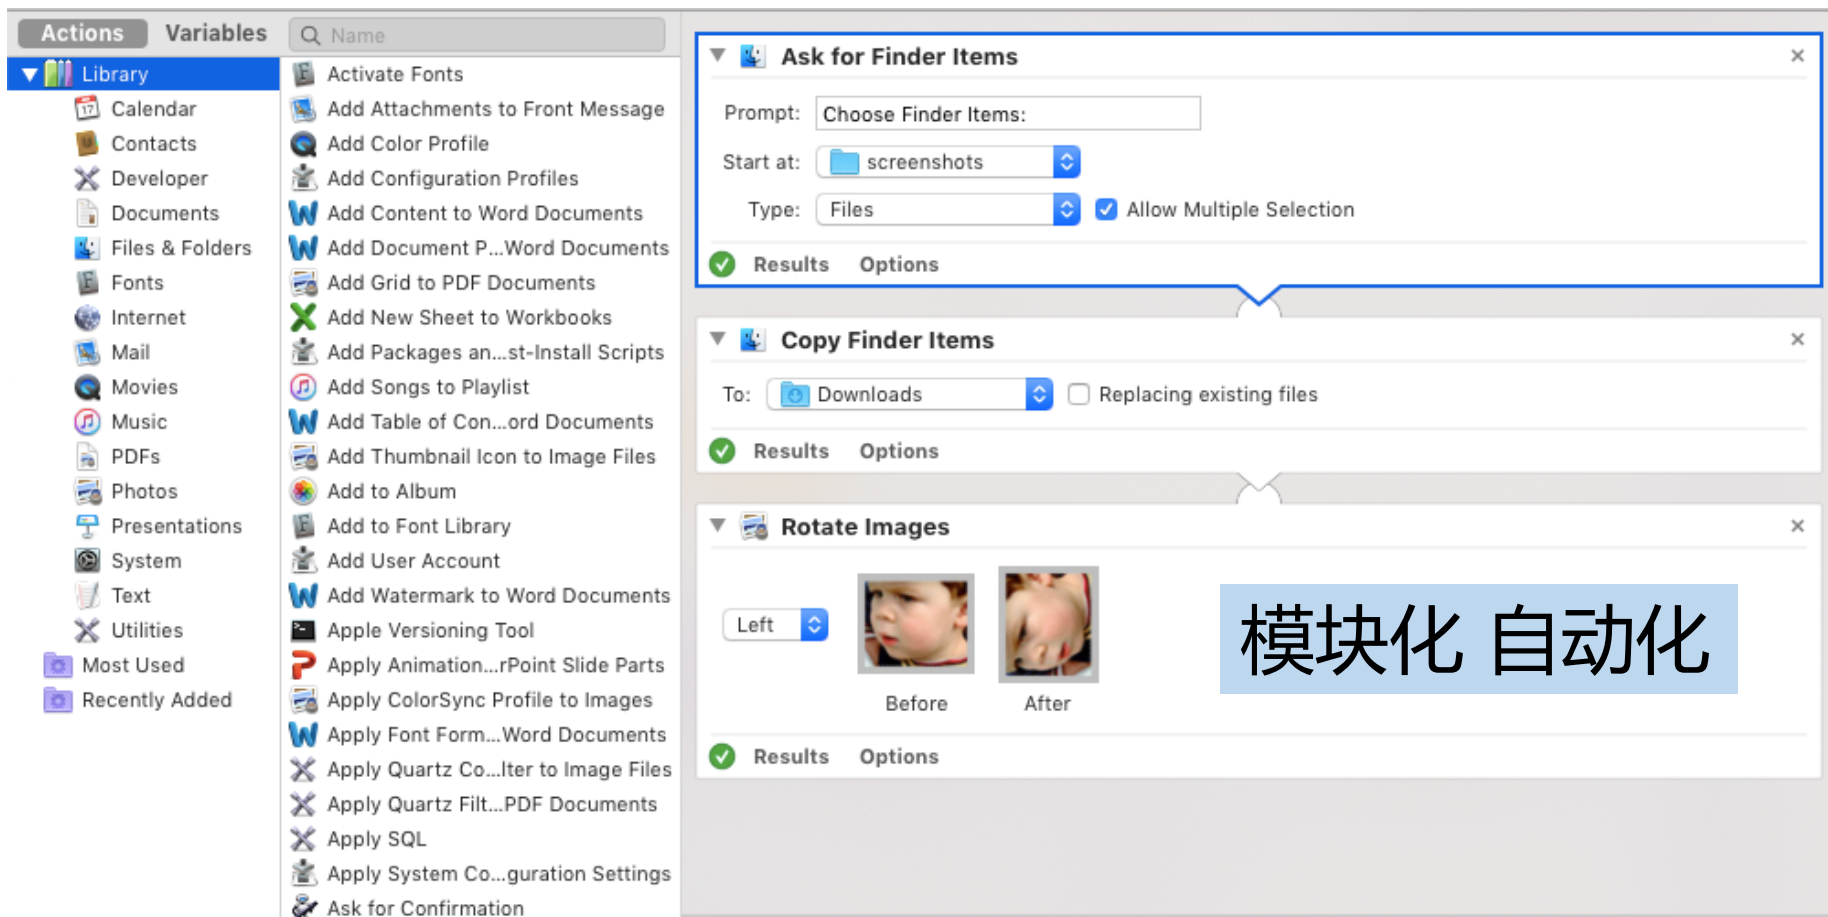 Actions Variables Name
Library
Calendar
Contacts
Developer
Documents
Files & Folders
Fonts
Internet
Mail
Movies
Music
PDFs
Photos
Presentations
System
Text
Utilities
Most Used
Recently Added
Activate Fonts
Add Attachments to Front Message
Add Color Profile
Add Configuration Profiles
Add Content to Word Documents
Add Document P...Word Documents
Add Grid to PDF Documents
Add New Sheet to Workbooks
Add Packages an...st-Install Scripts
Add Songs to Playlist
Add Table of Con...ord Documents
Add Thumbnail Icon to Image Files
Add to Album
Add to Font Library
Add User Account
Add Watermark to Word Documents
Apple Versioning Tool
Apply Animation...rPoint Slide Parts
Apply ColorSync Profile to Images
Apply Font Form...Word Documents
Apply Quartz Co...lter to Image Files
Apply Quartz Filt...PDF Documents
Apply SQL
Apply System Co...guration Settings
Ask for Confirmation
Ask for Finder Items
Prompt: Choose Finder Items:
Start at: screenshots
Type: Files Allow Multiple Selection
Results Options
Copy Finder Items
To: Downloads Replacing existing files
Results Options
Rotate Images
Left
Before After
模块化 自动化
Results Options